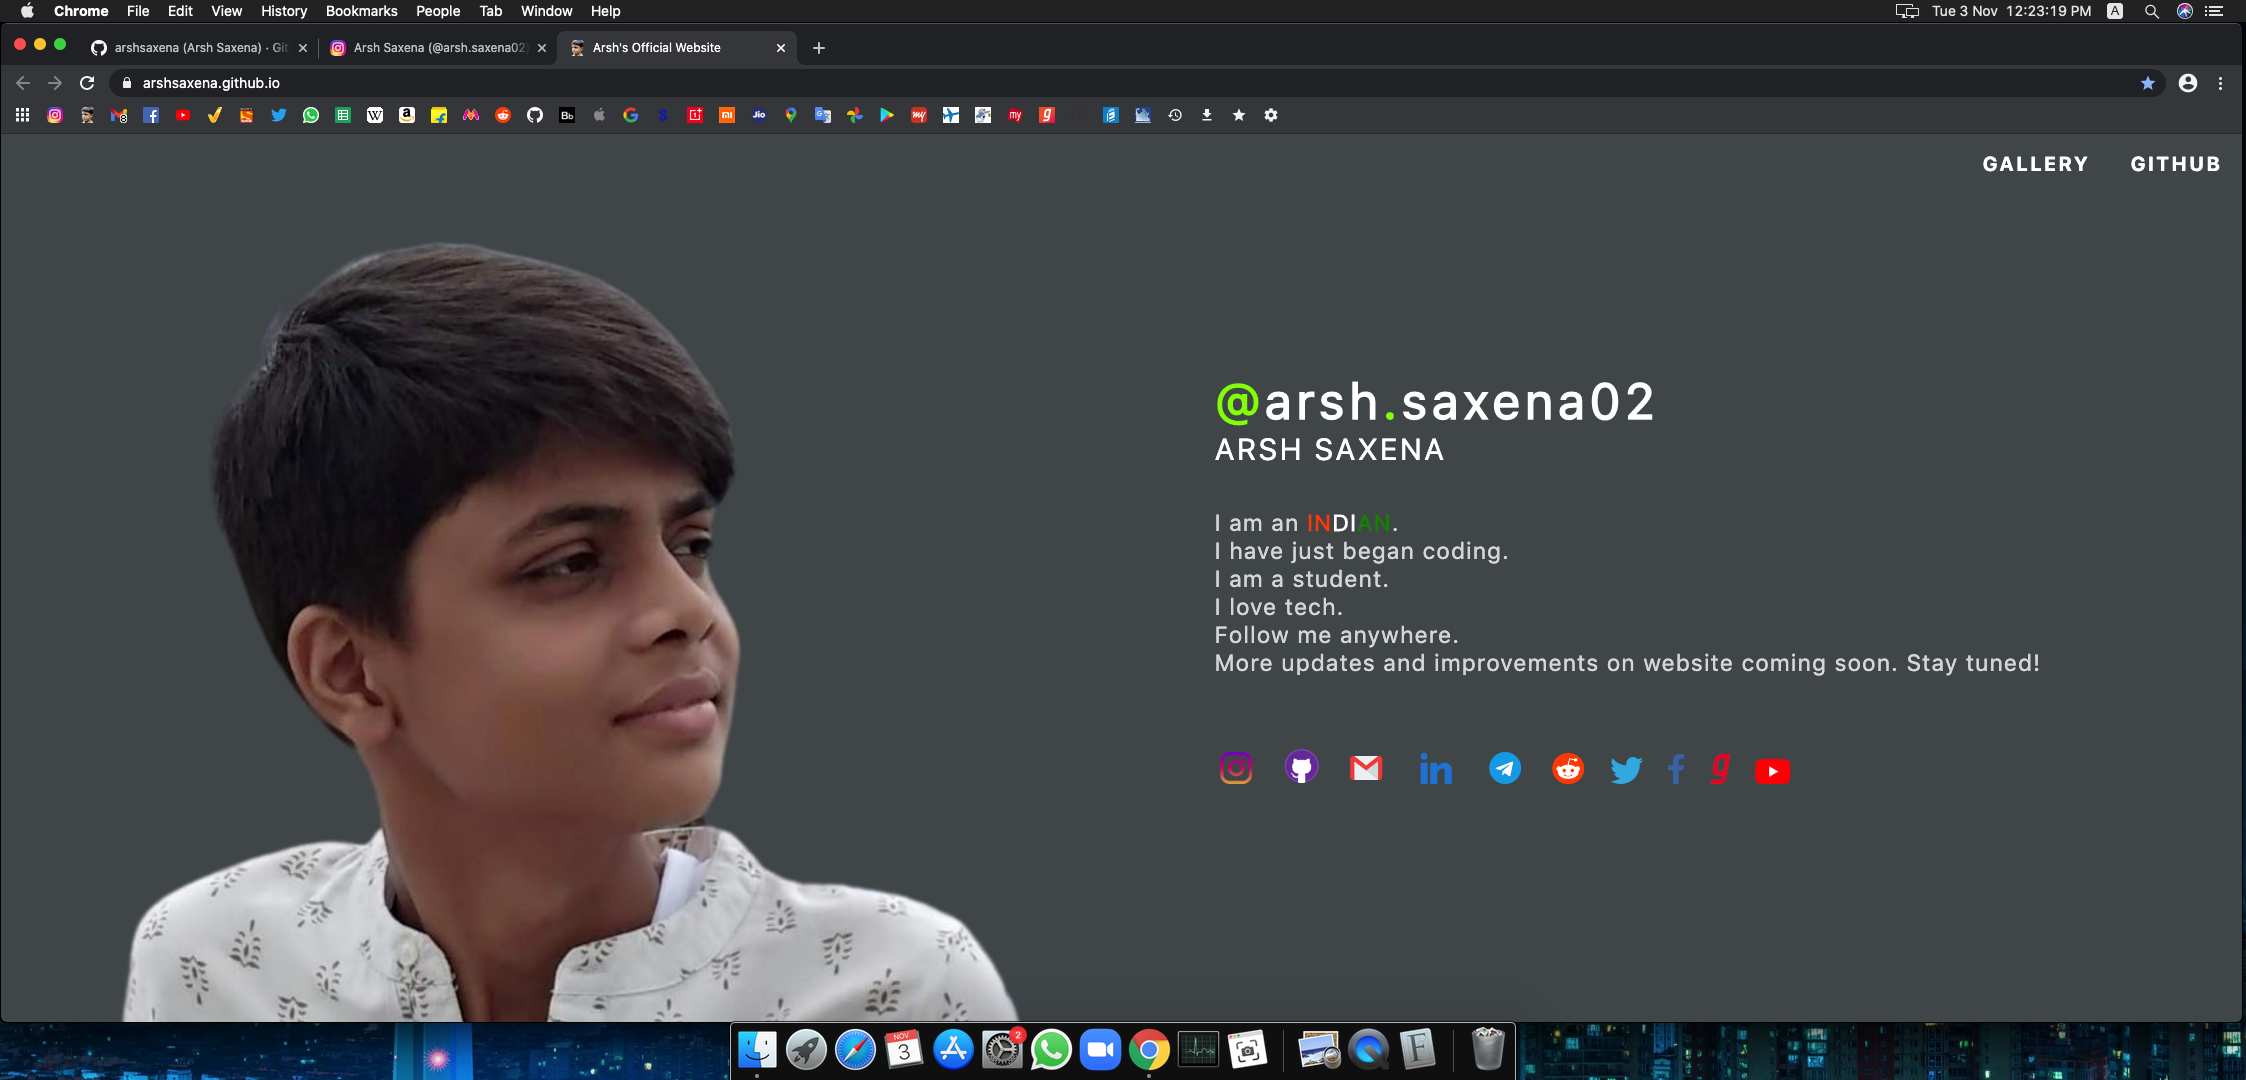 Chrome File Edit View History Bookmarks People Tab Window Help
Tue 3 Nov 12:23:19 PM A
arshsaxena (Arsh Saxena) · Git
Arsh Saxena (@arsh.saxena02)
Arsh's Official Website
arshsaxena.github.io
GALLERY GITHUB
@arsh.saxena02
ARSH SAXENA
I am an INDIAN.
I have just began coding.
I am a student.
I love tech.
Follow me anywhere.
More updates and improvements on website coming soon. Stay tuned!
NOV
3
2